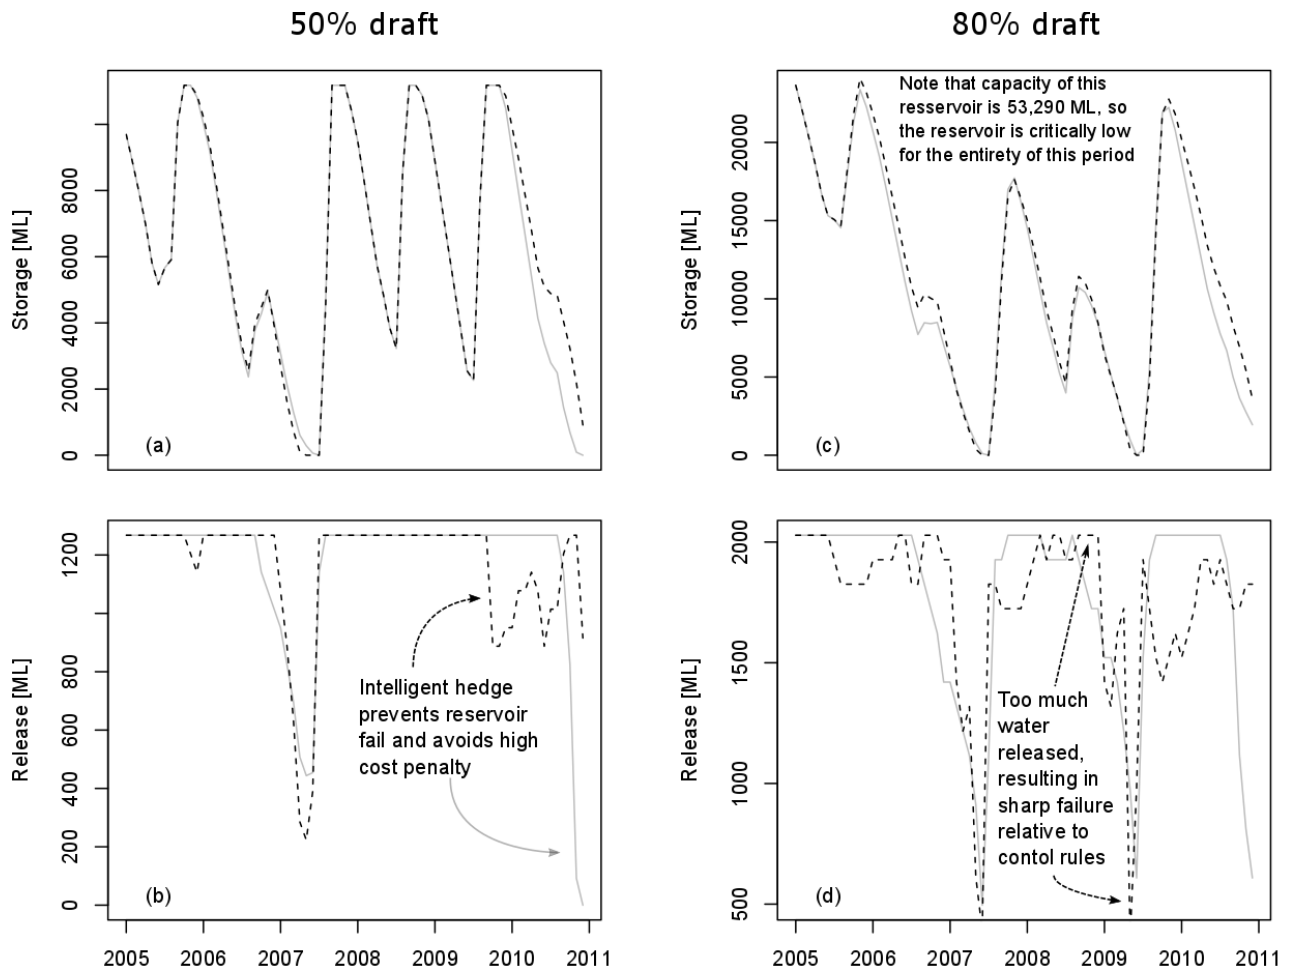 50% draft
80% draft
Storage [ML]
0
2000
4000
6000
8000
(a)
Storage [ML]
0
5000
10000
15000
20000
Note that capacity of this
resservoir is 53,290 ML, so
the reservoir is critically low
for the entirety of this period
(c)
Release [ML]
0
200
400
600
800
1200
Intelligent hedge
prevents reservoir
fail and avoids high
cost penalty
(b)
2005 2006 2007 2008 2009 2010 2011
Release [ML]
500
1000
1500
2000
Too much
water
released,
resulting in
sharp failure
relative to
contol rules
(d)
2005 2006 2007 2008 2009 2010 2011